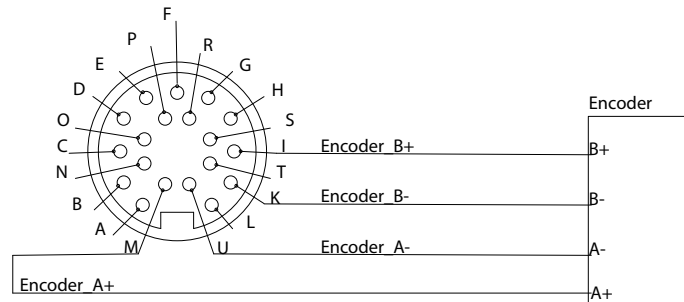 F
P
R
E
G
D
H
Encoder
O
S
C
I
Encoder_B+
B+
N
T
B
K
Encoder_B-
B-
A
L
M
U
Encoder_A-
A-
Encoder_A+
A+